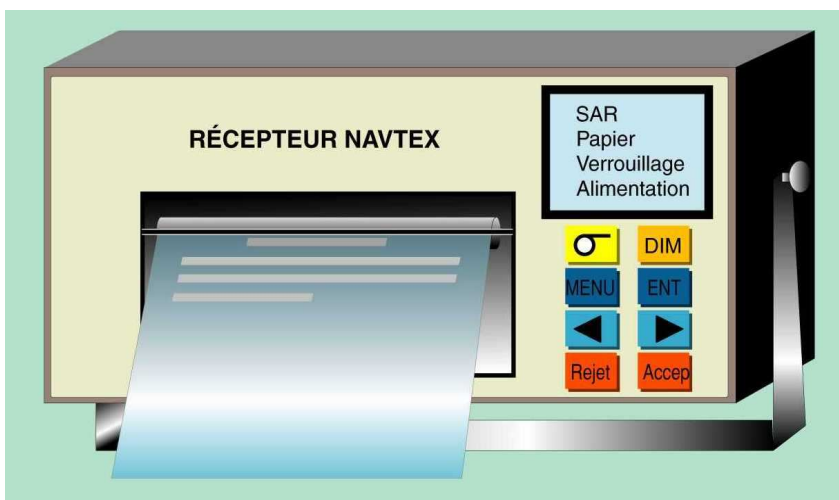 RÉCEPTEUR NAVTEX
SAR
Papier
Verrouillage
Alimentation
DIM
MENU ENT
Rejet Accep